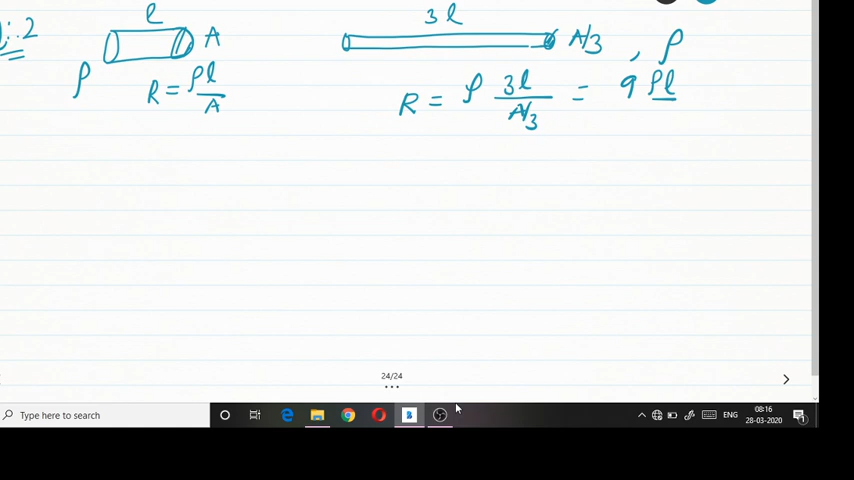 :2
l
3l
A
A/3 , ρ
ρ
R = ρl/A
R = ρ 3l/A/3 = 9 ρl
24/24
Type here to search
ENG
08:16
28-03-2020